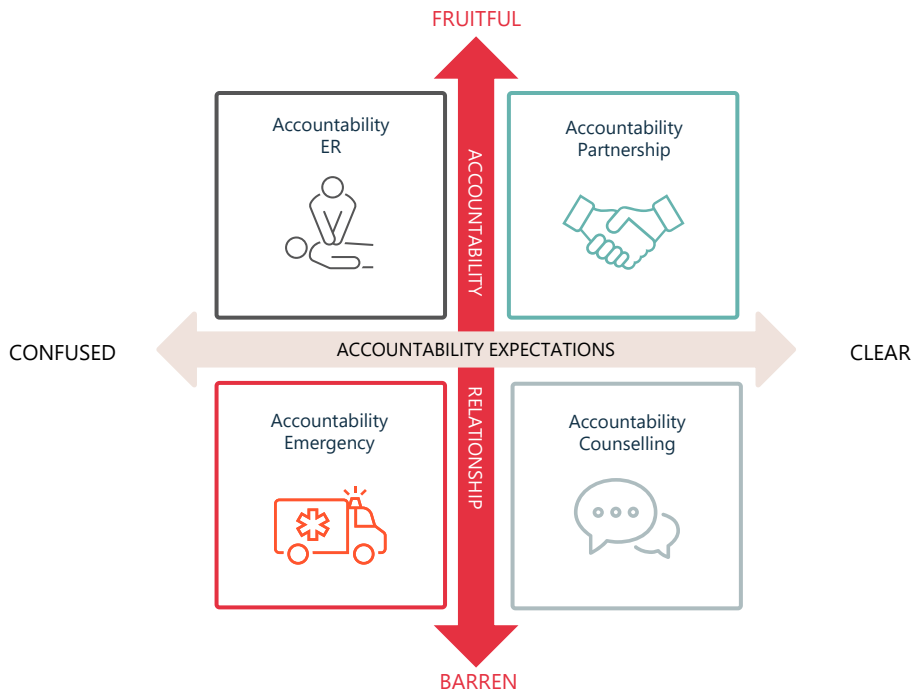 FRUITFUL
Accountability
ER
Accountability
Partnership
ACCOUNTABILITY
CONFUSED
ACCOUNTABILITY EXPECTATIONS
CLEAR
RELATIONSHIP
Accountability
Emergency
Accountability
Counselling
BARREN